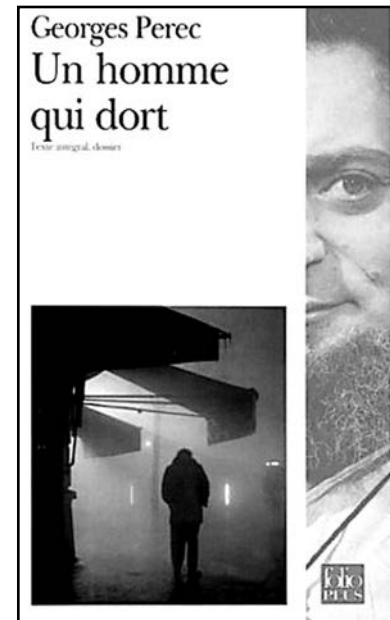 Georges Perec
Un homme
qui dort
Texte intégral, dossier
folio
PLUS